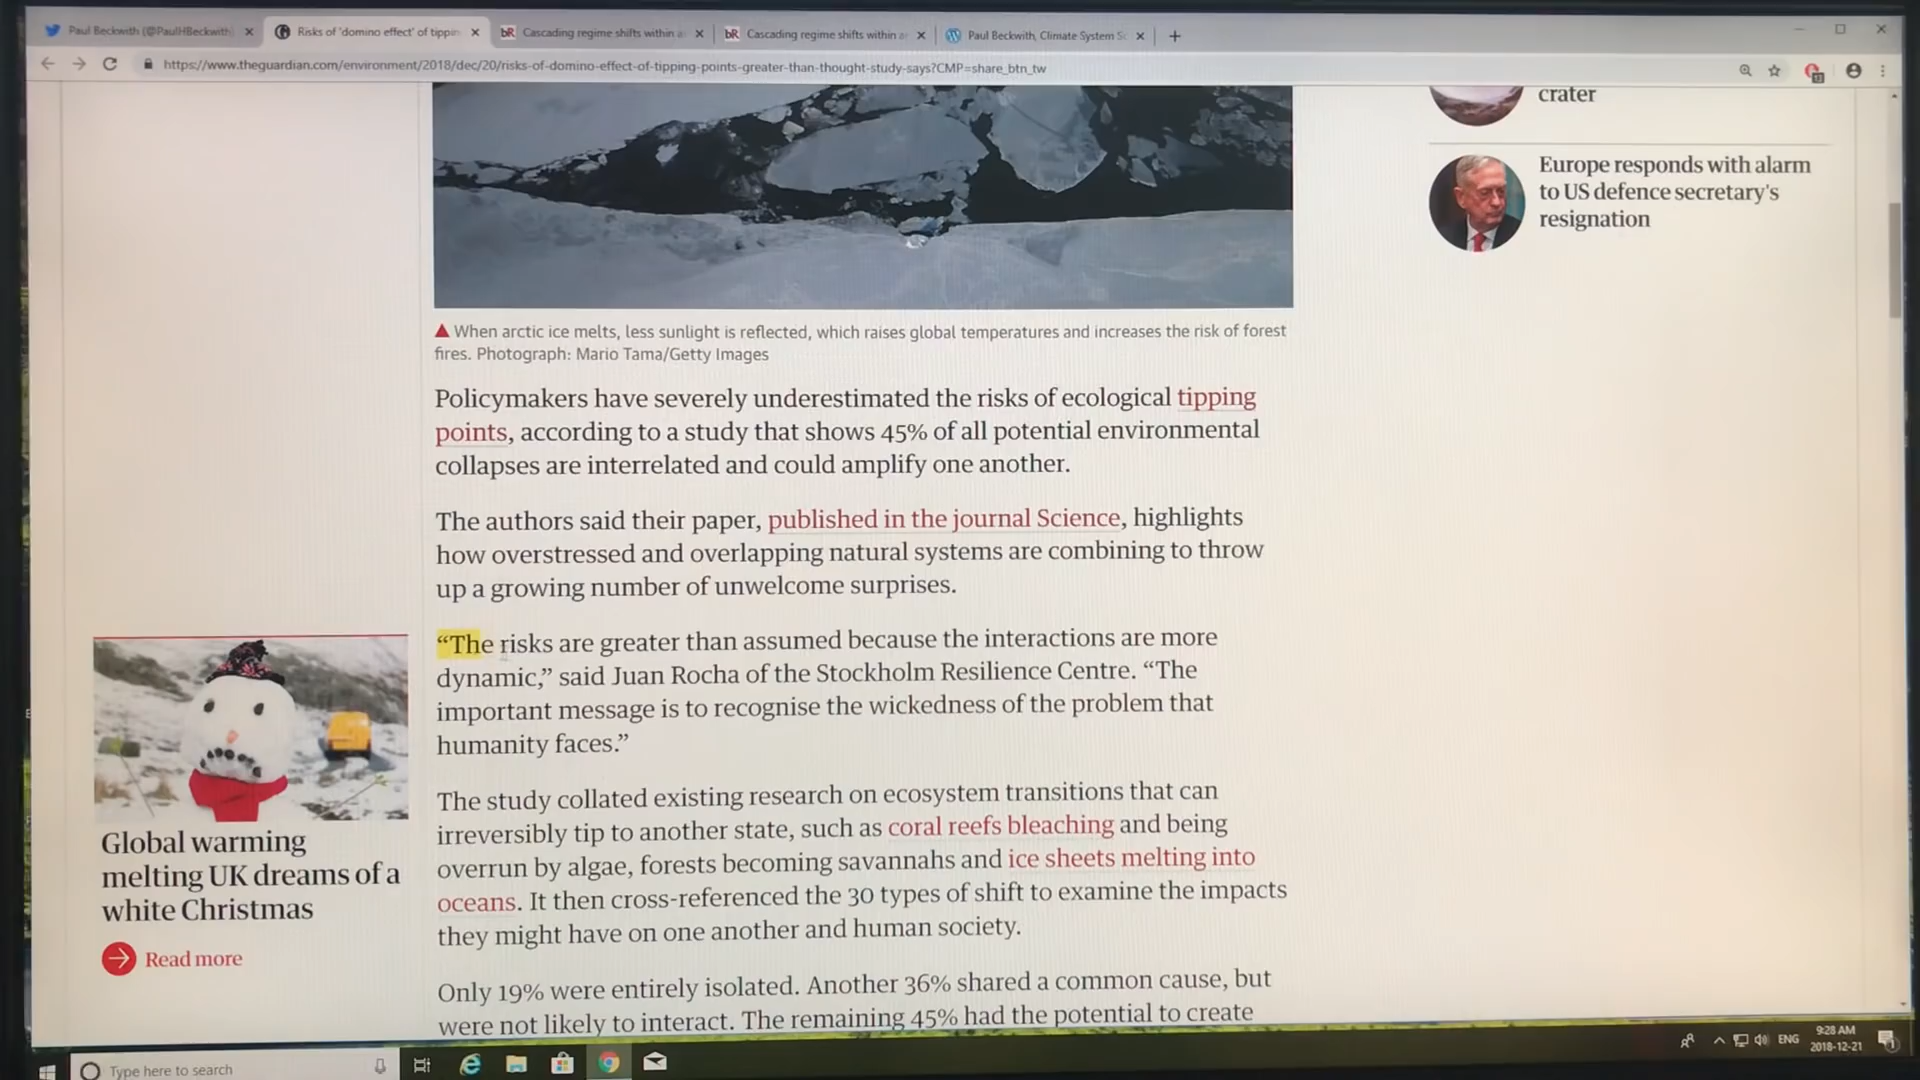 Paul Beckwith (@PaulHBeckwith)
Risks of 'domino effect' of tippin
bR Cascading regime shifts within a
bR Cascading regime shifts within a
Paul Beckwith, Climate System Sc
https://www.theguardian.com/environment/2018/dec/20/risks-of-domino-effect-of-tipping-points-greater-than-thought-study-says?CMP=share_btn_tw
crater
Europe responds with alarm
to US defence secretary's
resignation
When arctic ice melts, less sunlight is reflected, which raises global temperatures and increases the risk of forest
fires. Photograph: Mario Tama/Getty Images
Policymakers have severely underestimated the risks of ecological tipping
points, according to a study that shows 45% of all potential environmental
collapses are interrelated and could amplify one another.
The authors said their paper, published in the journal Science, highlights
how overstressed and overlapping natural systems are combining to throw
up a growing number of unwelcome surprises.
“The risks are greater than assumed because the interactions are more
dynamic,” said Juan Rocha of the Stockholm Resilience Centre. “The
important message is to recognise the wickedness of the problem that
humanity faces.”
The study collated existing research on ecosystem transitions that can
irreversibly tip to another state, such as coral reefs bleaching and being
overrun by algae, forests becoming savannahs and ice sheets melting into
oceans. It then cross-referenced the 30 types of shift to examine the impacts
they might have on one another and human society.
Only 19% were entirely isolated. Another 36% shared a common cause, but
were not likely to interact. The remaining 45% had the potential to create
Global warming
melting UK dreams of a
white Christmas
Read more
Type here to search
ENG
9:28 AM
2018-12-21